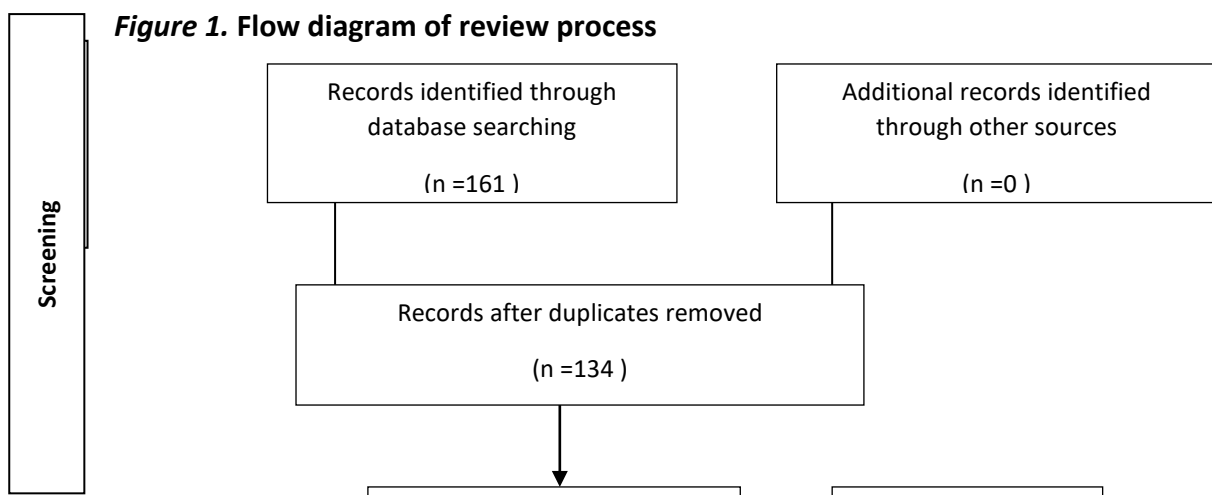 Figure 1. Flow diagram of review process
Records identified through
database searching
(n =161 )
Additional records identified
through other sources
(n =0 )
Screening
Records after duplicates removed
(n =134 )